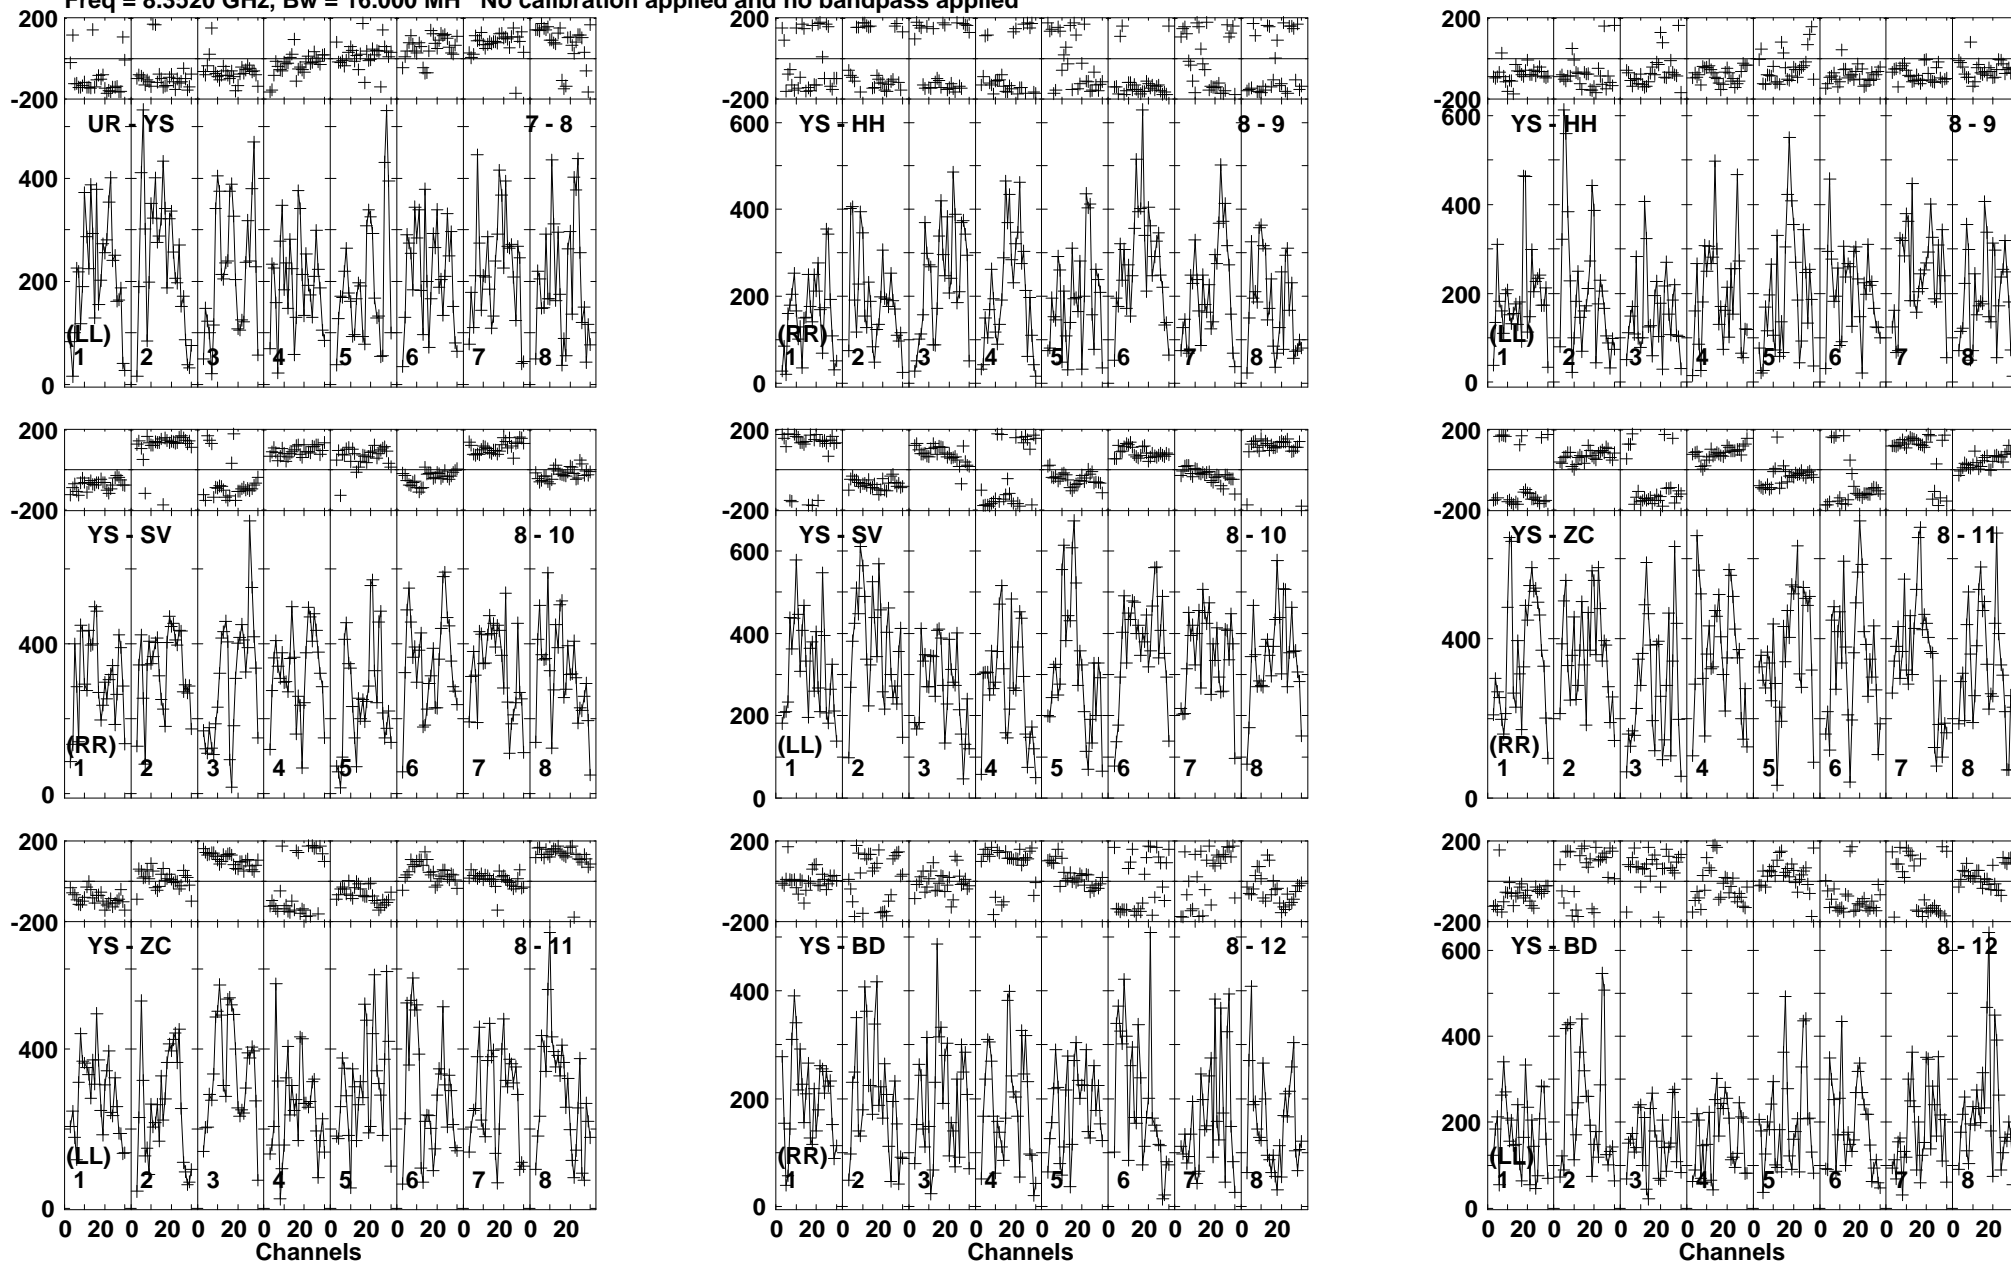 Freq = 8.3520 GHz, Bw = 16.000 MH No calibration applied and no bandpass applied
200 200 200
-200 -200 -200
UR - YS 7 - 8 YS - HH 8 - 9 YS - HH 8 - 9
600 600
400 400 400
200 200 200
(LL) (RR) (LL)
1 2 3 4 5 6 7 8 1 2 3 4 5 6 7 8 1 2 3 4 5 6 7 8
0 0 0
200 200 200
-200 -200 -200
YS - SV 8 - 10 YS - SV 8 - 10 YS - ZC 8 - 11
600
400 400 400
200
(RR) (LL) (RR)
1 2 3 4 5 6 7 8 1 2 3 4 5 6 7 8 1 2 3 4 5 6 7 8
0 0 0
200 200 200
-200 -200 -200
YS - ZC 8 - 11 YS - BD 8 - 12 YS - BD 8 - 12
600
400 400 400
200 200
(LL) (RR) (LL)
1 2 3 4 5 6 7 8 1 2 3 4 5 6 7 8 1 2 3 4 5 6 7 8
0 0 0
0 20 0 20 0 20 0 20 0 20 0 20 0 20 0 20 0 20 0 20 0 20 0 20 0 20 0 20 0 20 0 20 0 20 0 20 0 20 0 20 0 20 0 20 0 20 0 20
Channels Channels Channels